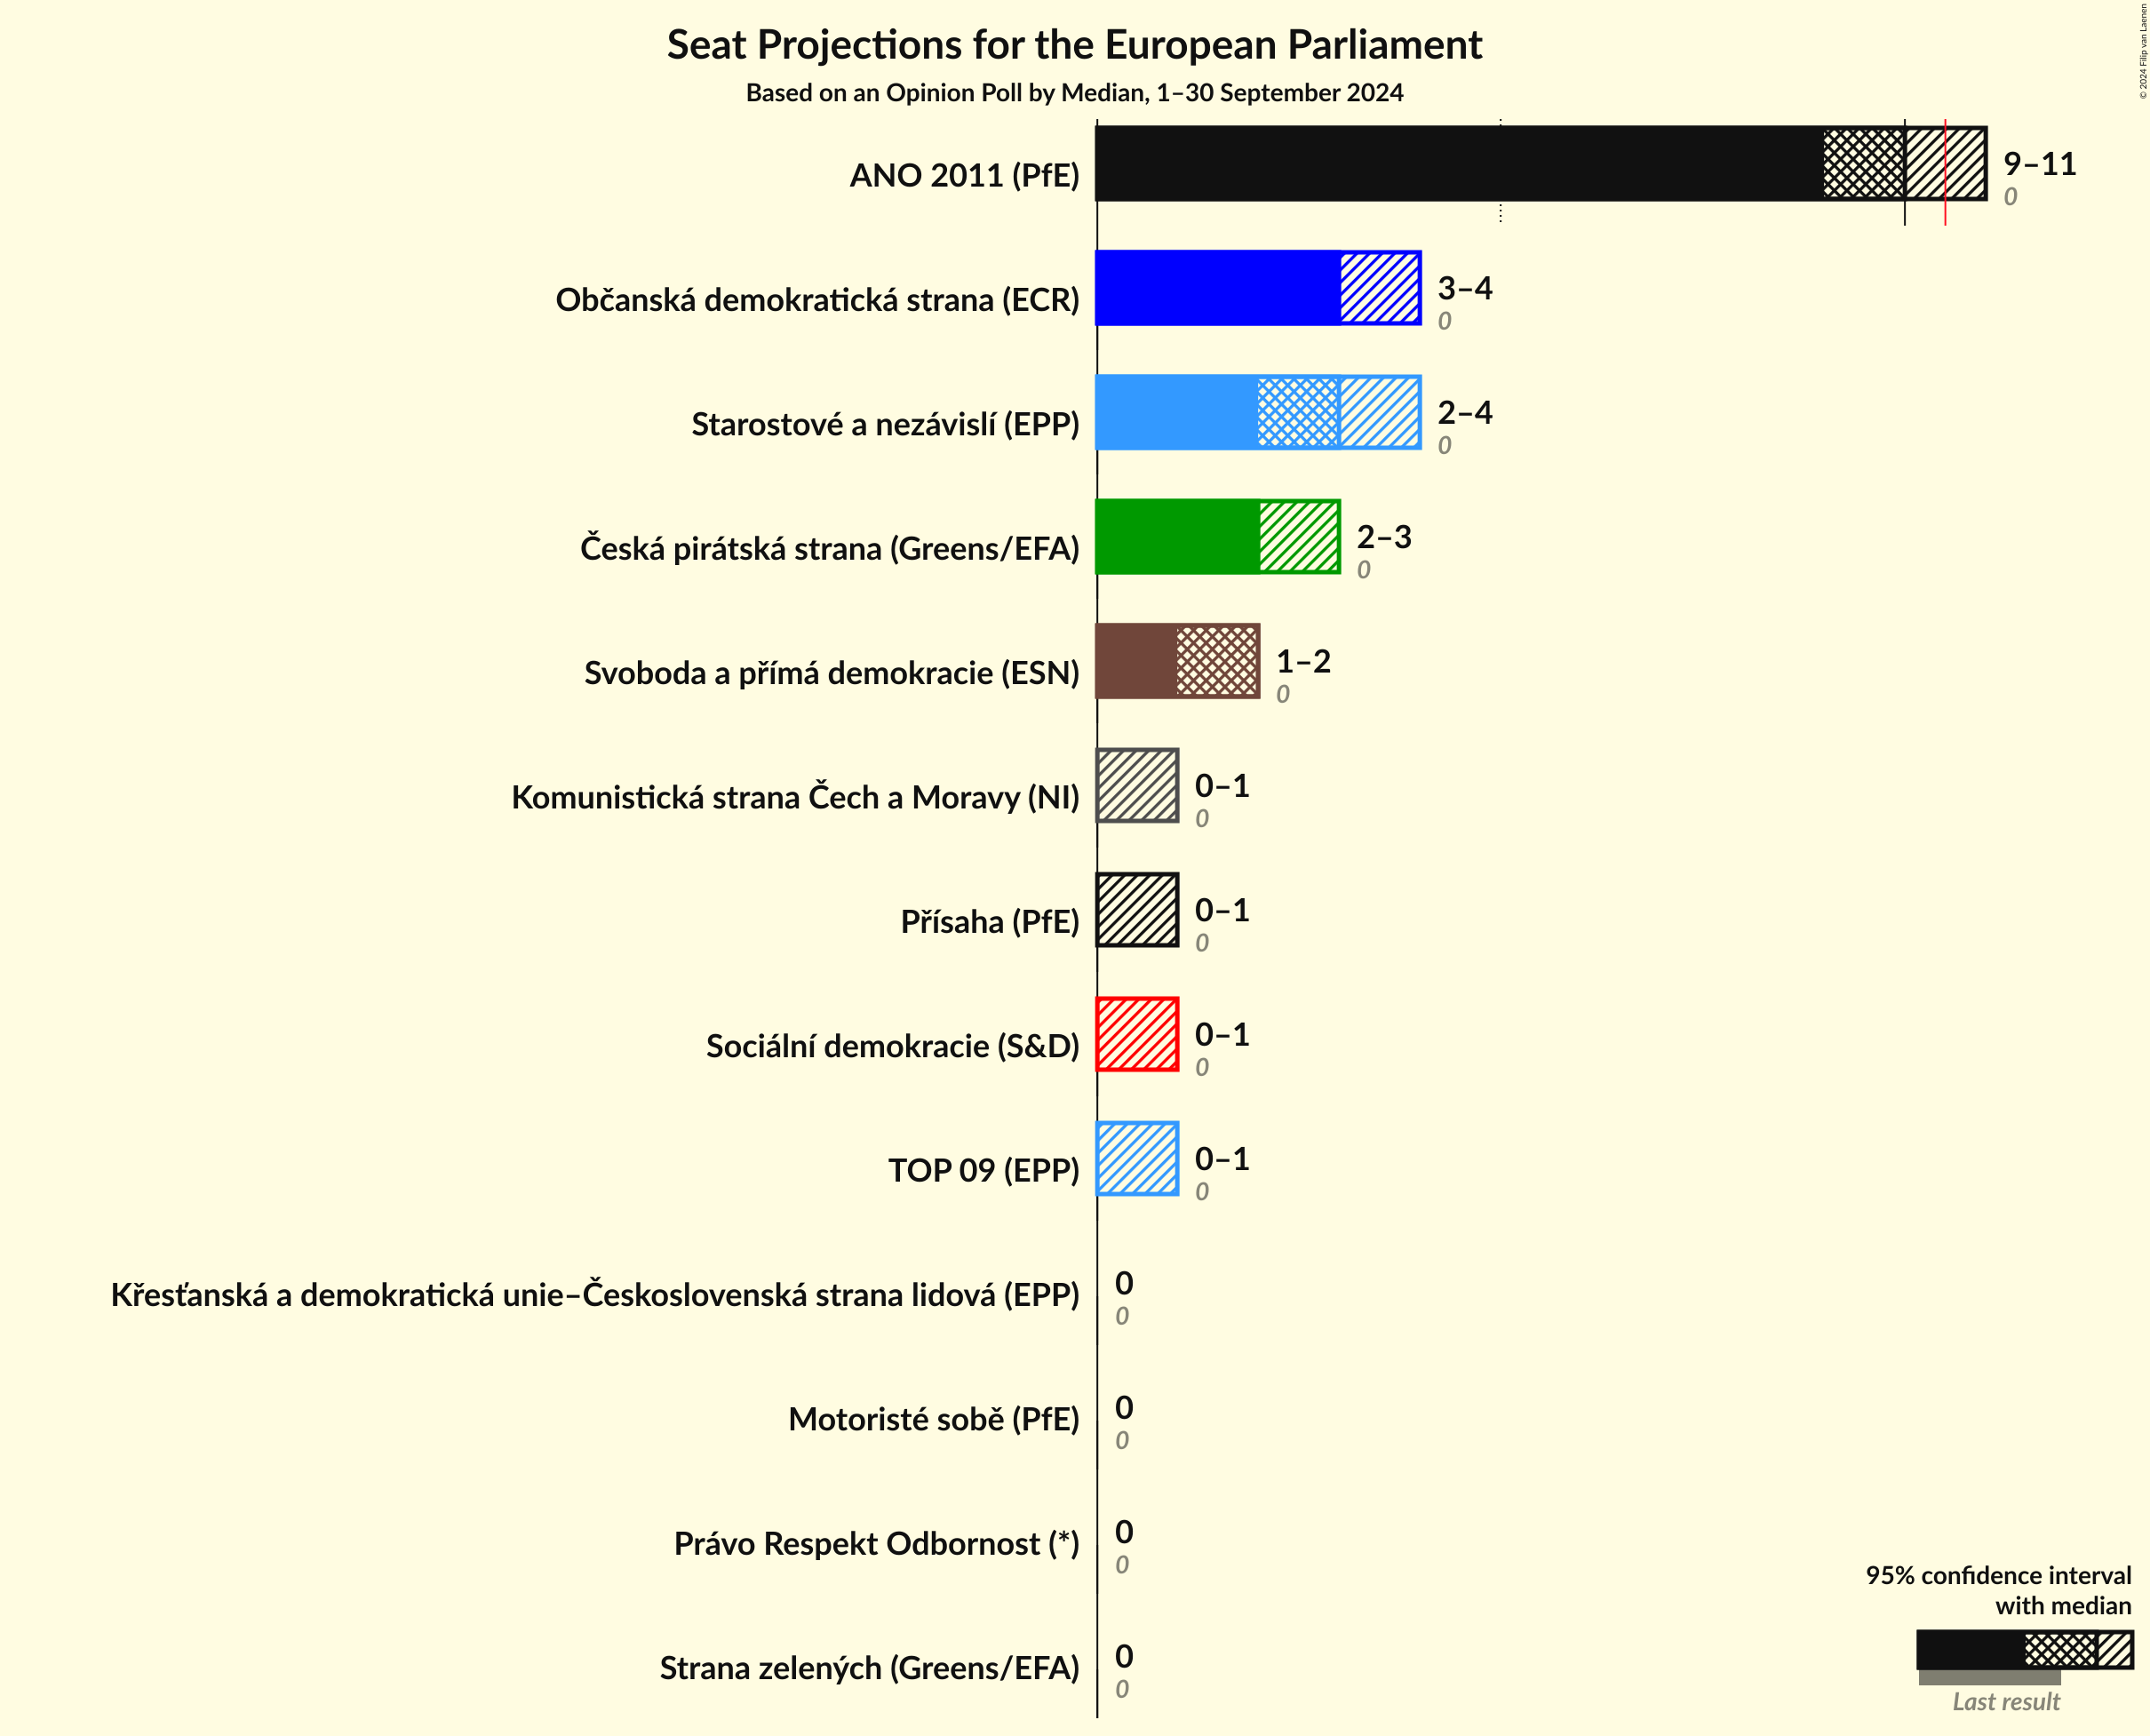 Seat Projections for the European Parliament
Based on an Opinion Poll by Median, 1–30 September 2024
© 2024 Filip van Laenen
ANO 2011 (PfE)
9–11
0
Občanská demokratická strana (ECR)
3–4
0
Starostové a nezávislí (EPP)
2–4
0
Česká pirátská strana (Greens/EFA)
2–3
0
Svoboda a přímá demokracie (ESN)
1–2
0
Komunistická strana Čech a Moravy (NI)
0–1
0
Přísaha (PfE)
0–1
0
Sociální demokracie (S&D)
0–1
0
TOP 09 (EPP)
0–1
0
Křesťanská a demokratická unie–Československá strana lidová (EPP)
0
0
Motoristé sobě (PfE)
0
0
Právo Respekt Odbornost (*)
0
0
Strana zelených (Greens/EFA)
0
0
95% confidence interval
with median
Last result